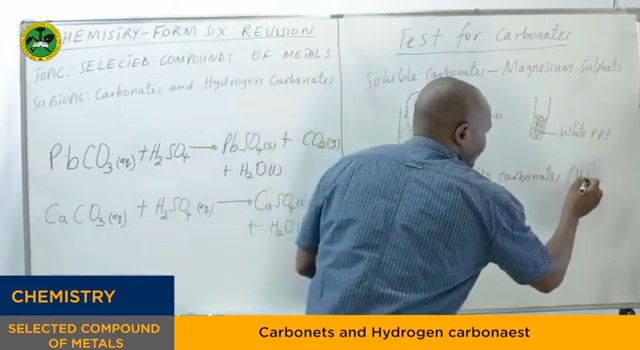 CHEMISTRY-FORM SIX REVISION
TOPIC: SELECTED COMPOUNDS OF METALS
SUBTOPIC: Carbonates and Hydrogen Carbonates
PbCO₃(aq) + H₂SO₄ → PbSO₄(s) + CO₂(g)
+ H₂O(l)
CaCO₃(aq) + H₂SO₄(aq) → CaSO₄(s)
+ H₂O(l)
Test for Carbonates
Soluble Carbonates - Magnesium Sulphate
White PPT
carbonates
CHEMISTRY
SELECTED COMPOUND
OF METALS
Carbonets and Hydrogen carbonaest